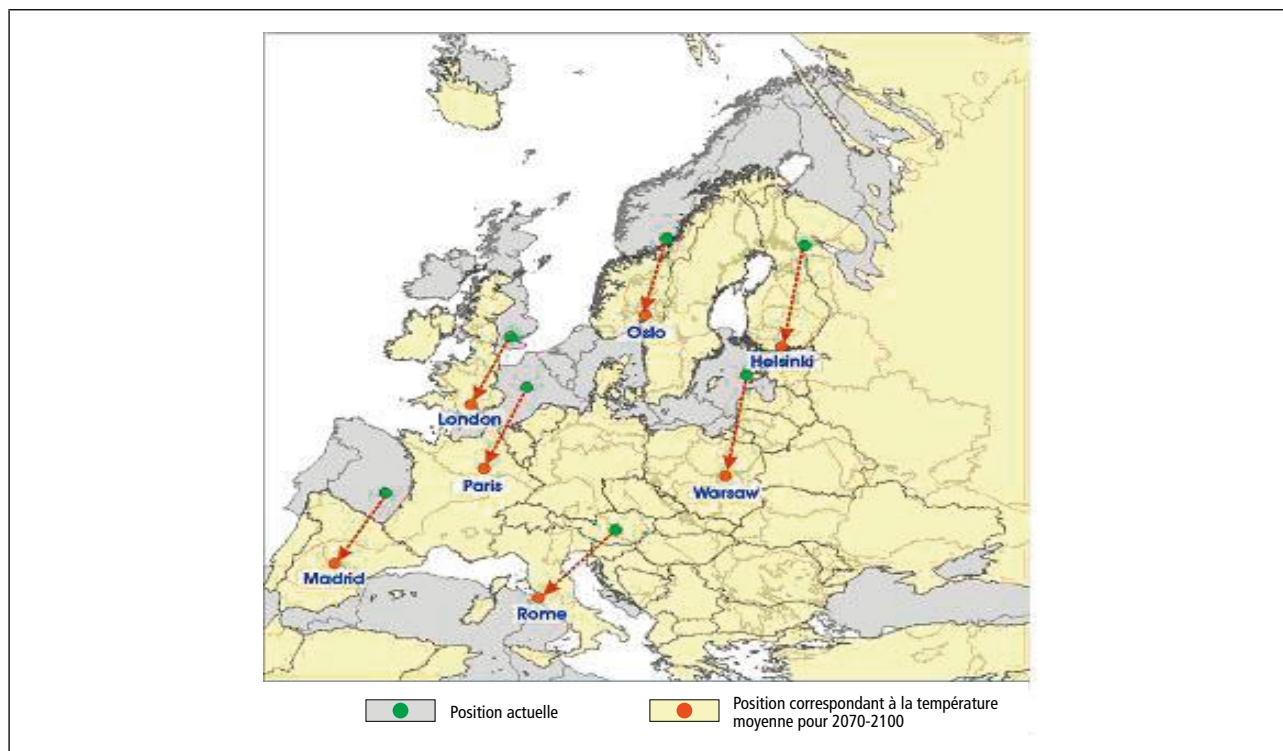 Oslo
Helsinki
London
Paris
Warsaw
Madrid
Rome
Position actuelle
Position correspondant à la température
moyenne pour 2070-2100